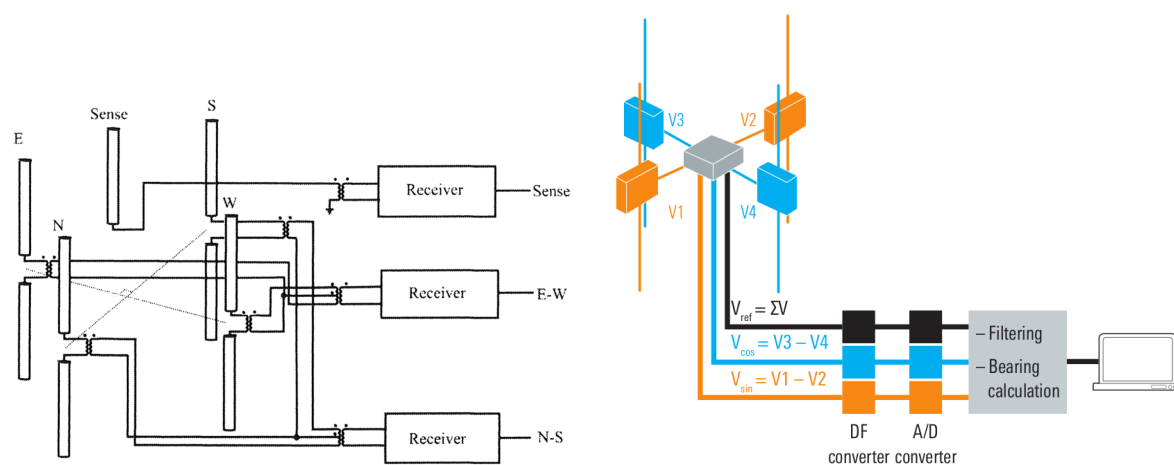 Sense
S
E
N
W
Receiver
Sense
Receiver
E-W
Receiver
N-S
V3
V2
V1
V4
Vref = ΣV
Vcos = V3 – V4
Vsin = V1 – V2
– Filtering
– Bearing
calculation
DF
converter
A/D
converter